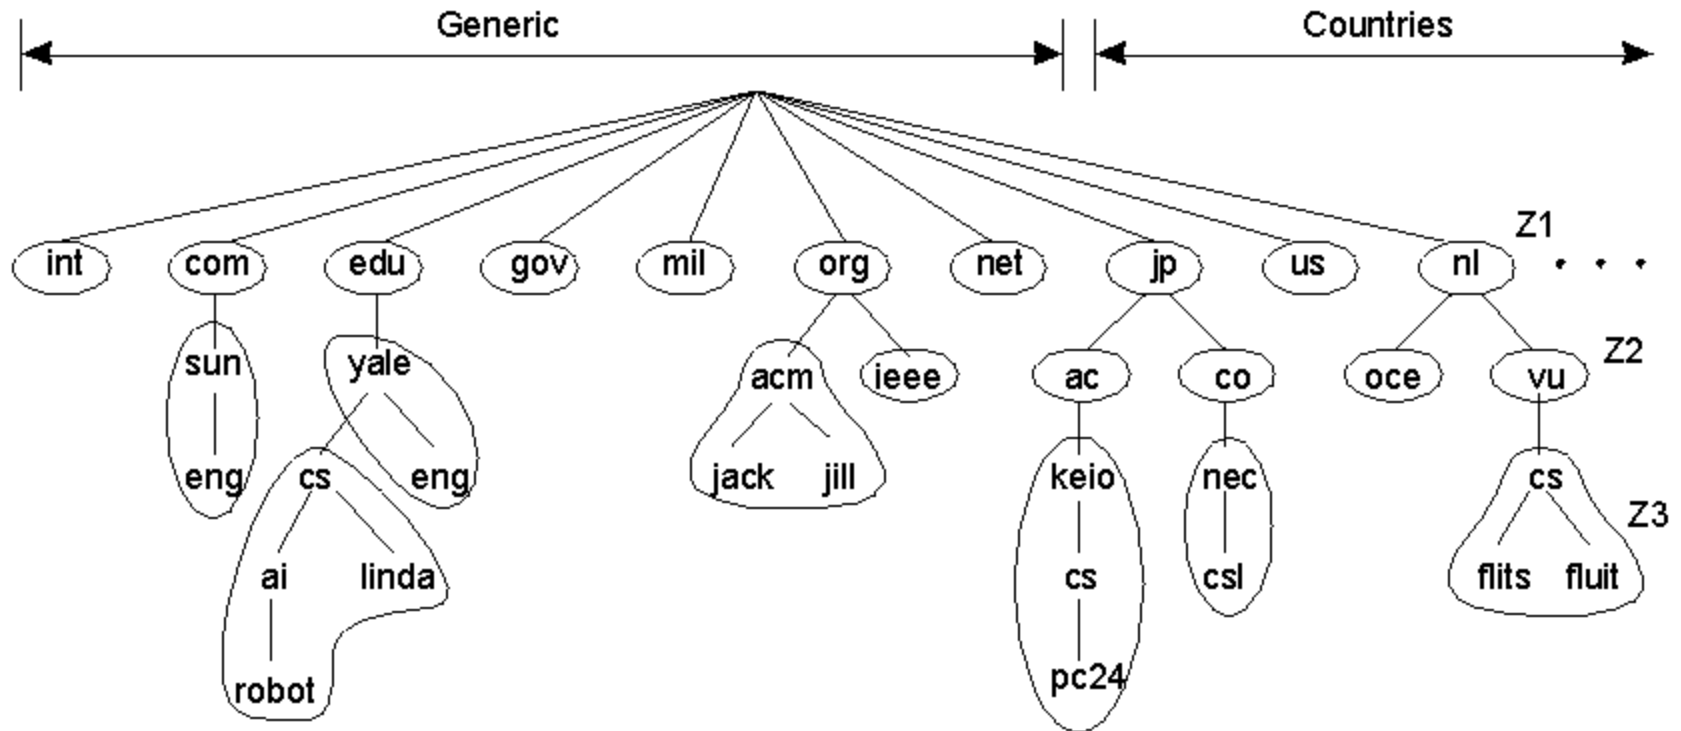 Generic Countries
Z1
int com edu gov mil org net jp us nl . . .
Z2
sun yale acm ieee ac co oce vu
eng cs eng jack jill keio nec cs
Z3
ai linda cs csl flits fluit
robot pc24